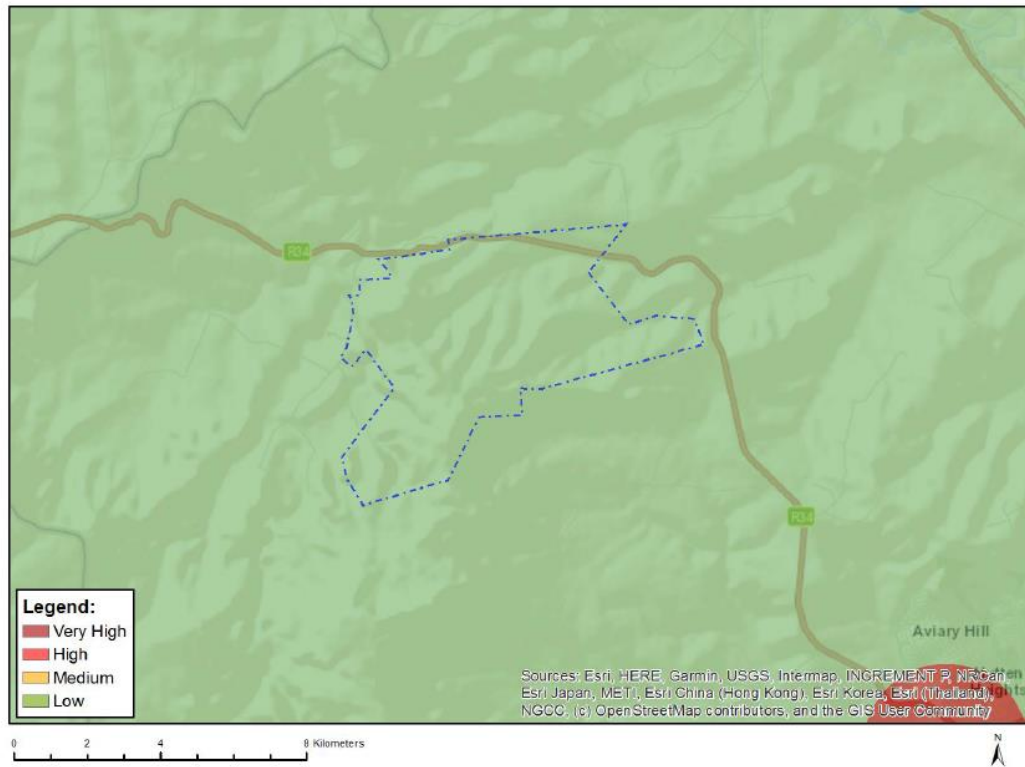 R34
R34
Aviary Hill
Legend:
Very High
High
Medium
Low
Sources: Esri, HERE, Garmin, USGS, Intermap, INCREMENT P, NRCan,
Esri Japan, METI, Esri China (Hong Kong), Esri Korea, Esri (Thailand),
NGCC, (c) OpenStreetMap contributors, and the GIS User Community
0 2 4 8 Kilometers
N